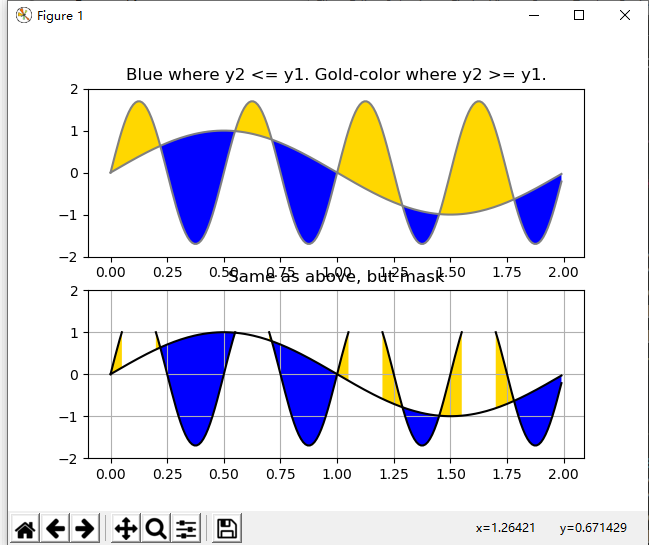 Figure 1
Blue where y2 <= y1. Gold-color where y2 >= y1.
2
1
0
−1
−2
0.00 0.25 0.50 0.75 1.00 1.25 1.50 1.75 2.00
Same as above, but mask
2
1
0
−1
−2
0.00 0.25 0.50 0.75 1.00 1.25 1.50 1.75 2.00
x=1.26421 y=0.671429